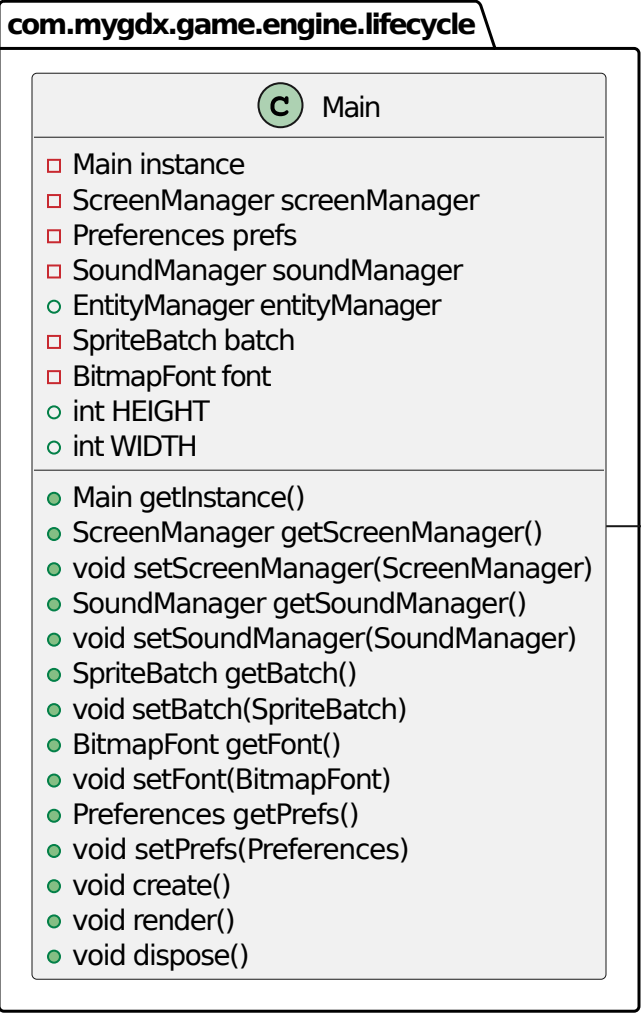 com.mygdx.game.engine.lifecycle
C Main
Main instance
ScreenManager screenManager
Preferences prefs
SoundManager soundManager
EntityManager entityManager
SpriteBatch batch
BitmapFont font
int HEIGHT
int WIDTH
Main getInstance()
ScreenManager getScreenManager()
void setScreenManager(ScreenManager)
SoundManager getSoundManager()
void setSoundManager(SoundManager)
SpriteBatch getBatch()
void setBatch(SpriteBatch)
BitmapFont getFont()
void setFont(BitmapFont)
Preferences getPrefs()
void setPrefs(Preferences)
void create()
void render()
void dispose()